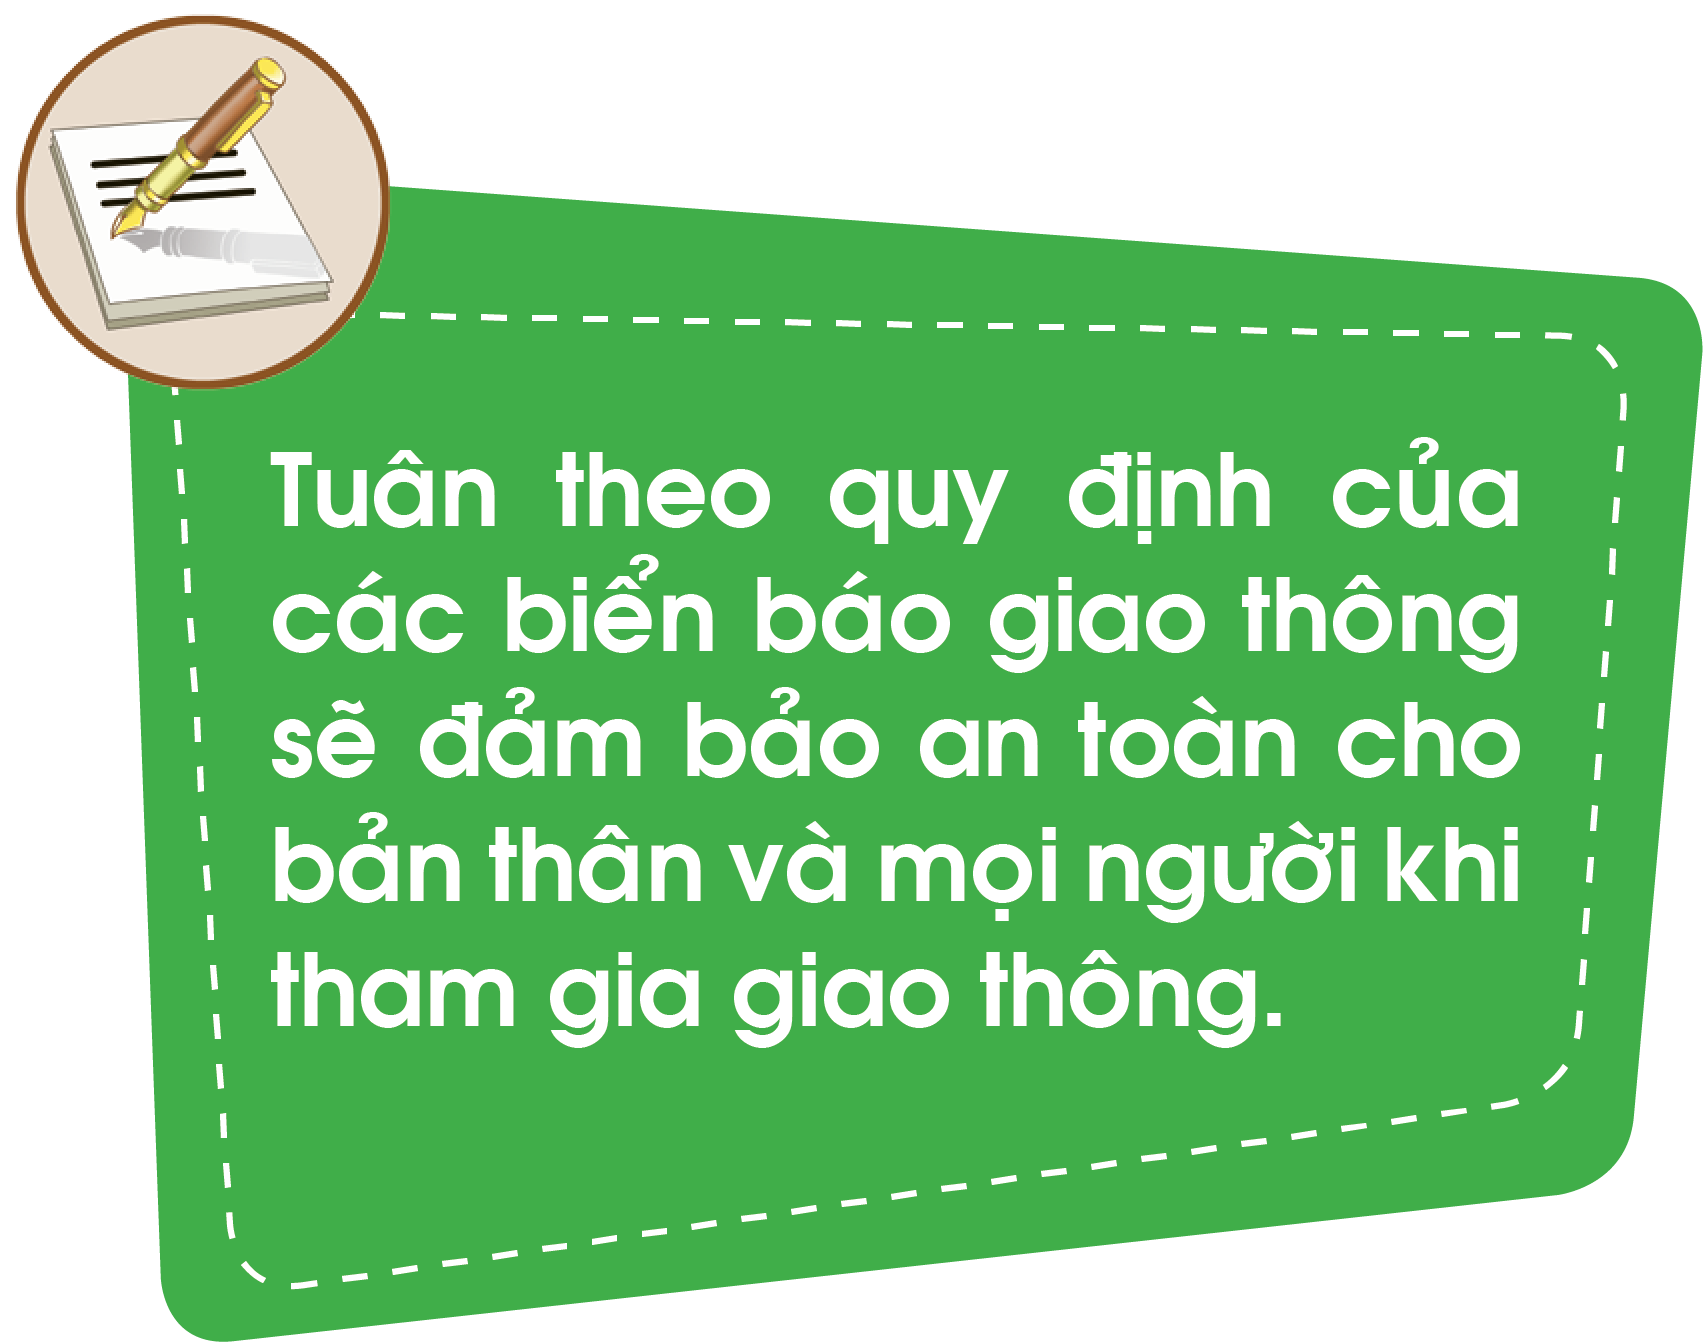 Tuân theo quy định của
các biển báo giao thông
sẽ đảm bảo an toàn cho
bản thân và mọi người khi
tham gia giao thông.